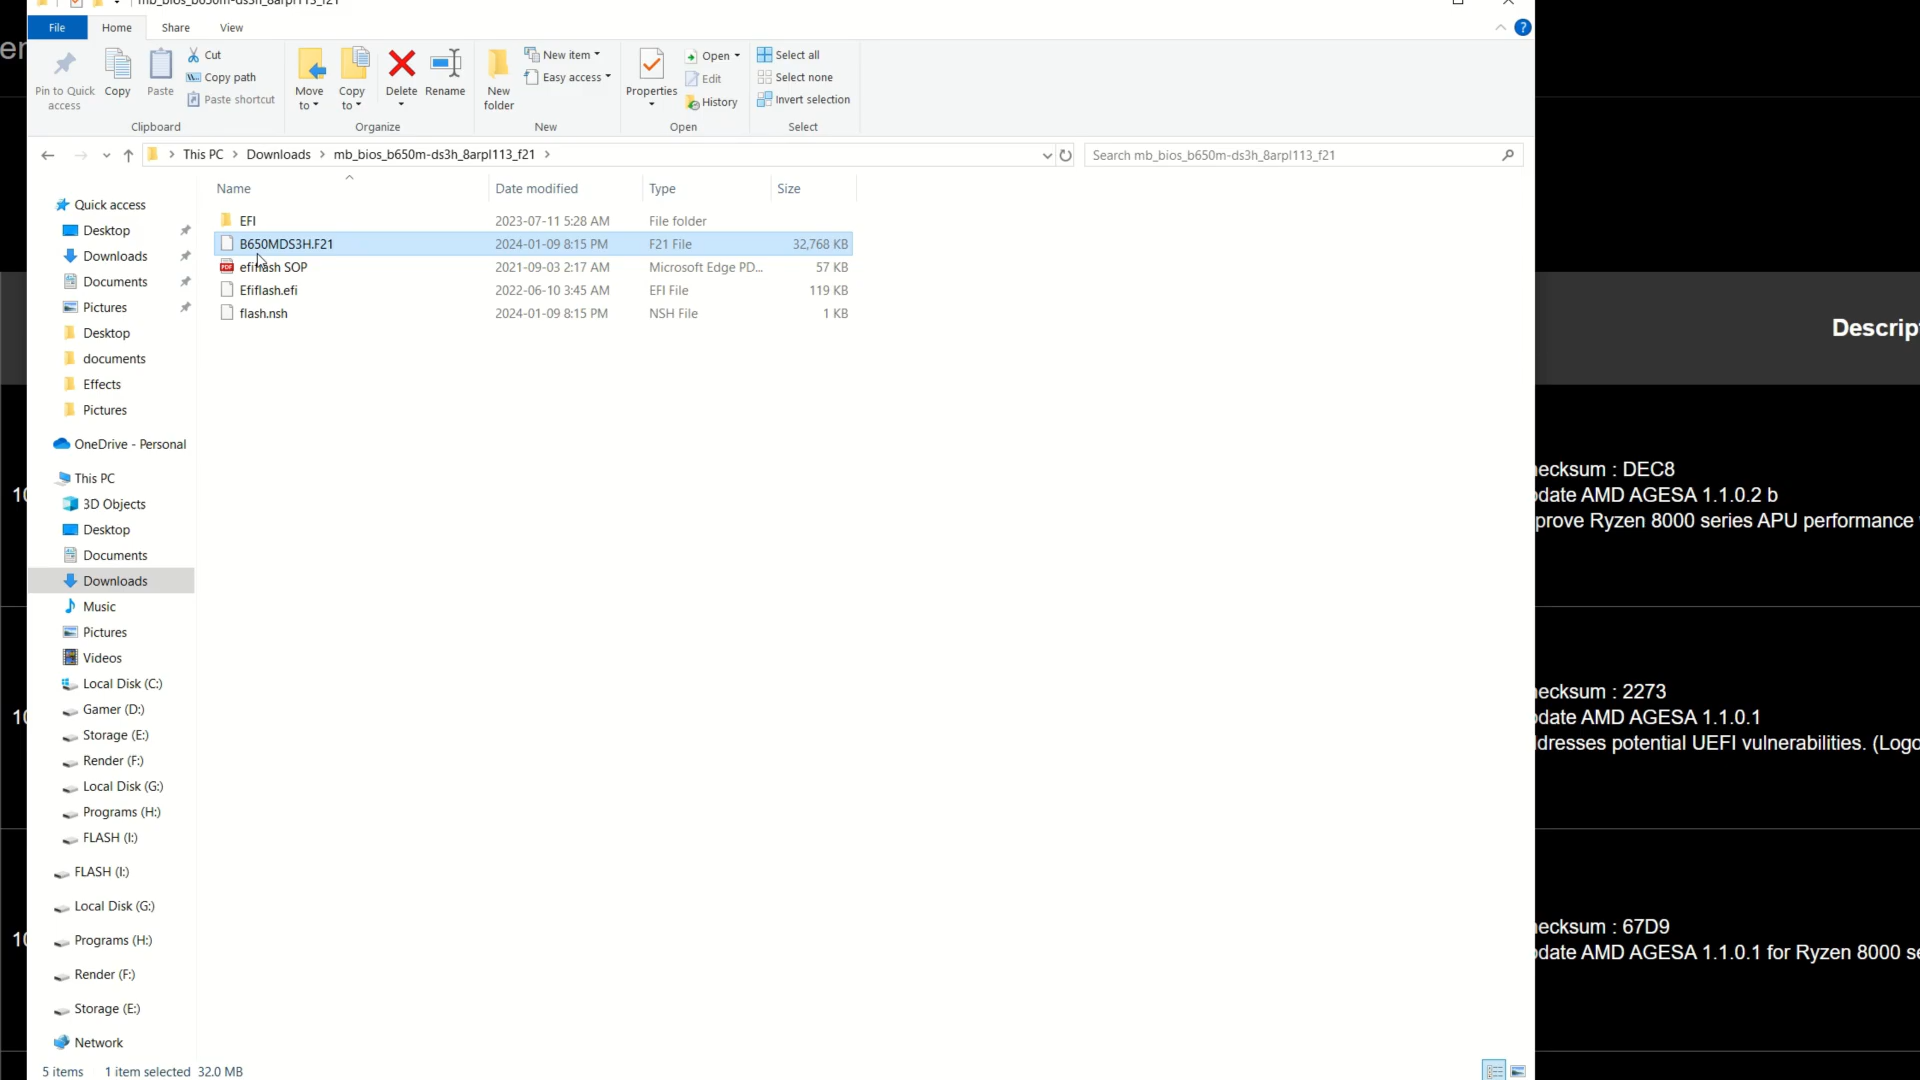 mb_bios_b650m-ds3h_8arpl113_f21
File Home Share View
Pin to Quick access
Copy
Paste
Cut
Copy path
Paste shortcut
Clipboard
Move to
Copy to
Delete
Rename
Organize
New folder
New item
Easy access
New
Properties
Open
Edit
History
Open
Select all
Select none
Invert selection
Select
This PC > Downloads > mb_bios_b650m-ds3h_8arpl113_f21 >
Search mb_bios_b650m-ds3h_8arpl113_f21
Name Date modified Type Size
EFI 2023-07-11 5:28 AM File folder
B650MDS3H.F21 2024-01-09 8:15 PM F21 File 32,768 KB
efiflash SOP 2021-09-03 2:17 AM Microsoft Edge PD... 57 KB
Efiflash.efi 2022-06-10 3:45 AM EFI File 119 KB
flash.nsh 2024-01-09 8:15 PM NSH File 1 KB
Quick access
Desktop
Downloads
Documents
Pictures
Desktop
documents
Effects
Pictures
OneDrive - Personal
This PC
3D Objects
Desktop
Documents
Downloads
Music
Pictures
Videos
Local Disk (C:)
Gamer (D:)
Storage (E:)
Render (F:)
Local Disk (G:)
Programs (H:)
FLASH (I:)
FLASH (I:)
Local Disk (G:)
Programs (H:)
Render (F:)
Storage (E:)
Network
5 items 1 item selected 32.0 MB
Descrip
ecksum : DEC8
date AMD AGESA 1.1.0.2 b
prove Ryzen 8000 series APU performance
ecksum : 2273
date AMD AGESA 1.1.0.1
dresses potential UEFI vulnerabilities. (Logo
ecksum : 67D9
date AMD AGESA 1.1.0.1 for Ryzen 8000 se